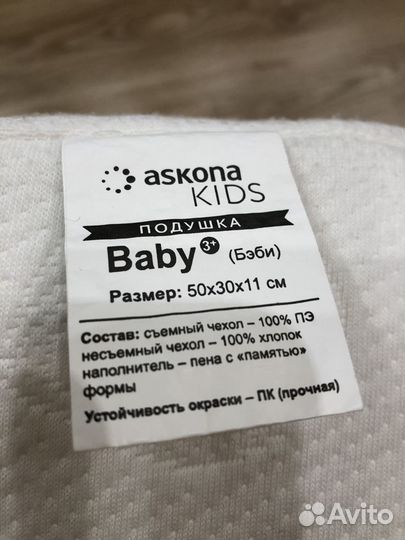 askona
KIDS
ПОДУШКА
Baby 3+ (Бэби)
Размер: 50х30х11 см
Состав: съемный чехол – 100% ПЭ
несъемный чехол – 100% хлопок
наполнитель – пена с «памятью»
формы
Устойчивость окраски – ПК (прочная)
Avito